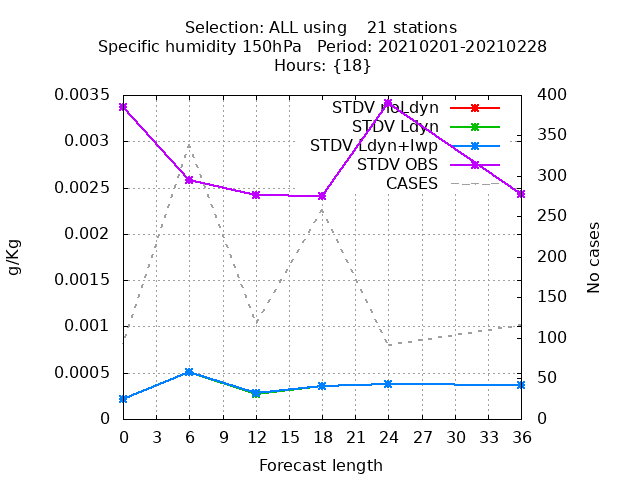 Selection: ALL using    21 stations
Specific humidity 150hPa   Period: 20210201-20210228
Hours: {18}
STDV noLdyn
STDV Ldyn
STDV Ldyn+lwp
STDV OBS
CASES
g/Kg
0.0035
0.003
0.0025
0.002
0.0015
0.001
0.0005
0
400
350
300
250
200
150
100
50
0
No cases
0 3 6 9 12 15 18 21 24 27 30 33 36
Forecast length